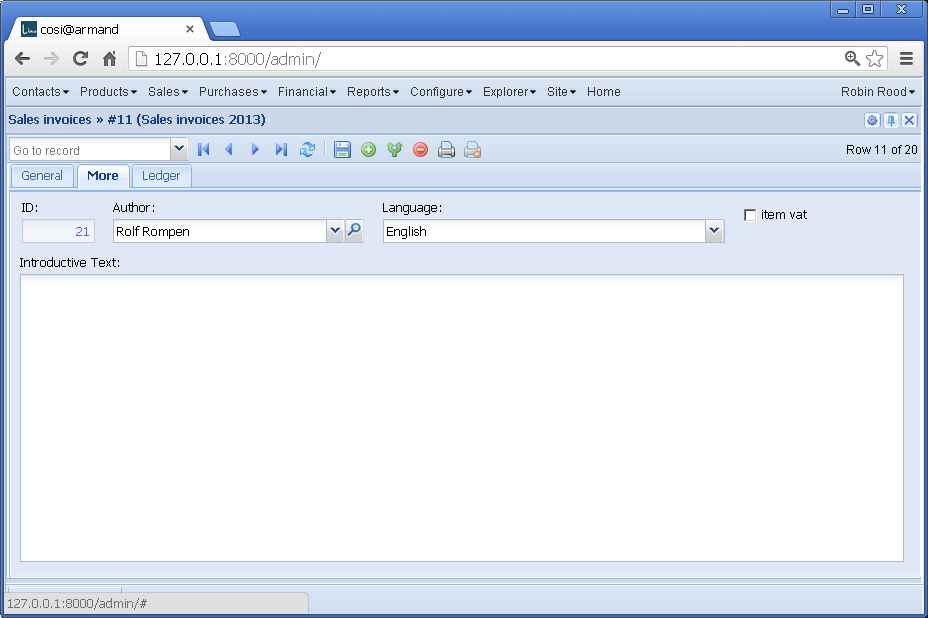 cosi@armand
127.0.0.1:8000/admin/
Contacts Products Sales Purchases Financial Reports Configure Explorer Site Home Robin Rood
Sales invoices » #11 (Sales invoices 2013)
Go to record Row 11 of 20
General More Ledger
ID: Author: Language: item vat
21 Rolf Rompen English
Introductive Text:
127.0.0.1:8000/admin/#